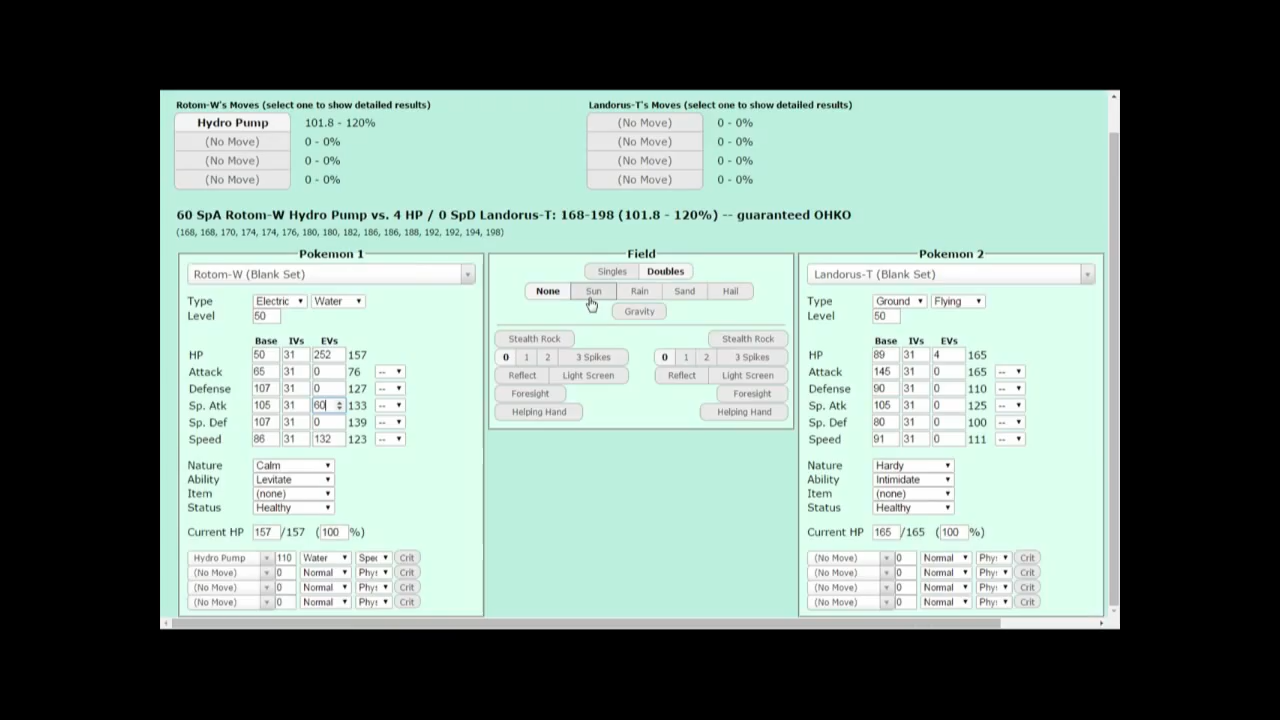 Rotom-W's Moves (select one to show detailed results) Landorus-T's Moves (select one to show detailed results)
Hydro Pump 101.8 - 120% (No Move) 0 - 0%
(No Move) 0 - 0% (No Move) 0 - 0%
(No Move) 0 - 0% (No Move) 0 - 0%
(No Move) 0 - 0% (No Move) 0 - 0%
60 SpA Rotom-W Hydro Pump vs. 4 HP / 0 SpD Landorus-T: 168-198 (101.8 - 120%) -- guaranteed OHKO
(168, 168, 170, 174, 174, 176, 180, 180, 182, 186, 186, 188, 192, 192, 194, 198)
Pokemon 1
Rotom-W (Blank Set)
Type Electric Water
Level 50
Base IVs EVs
HP 50 31 252 157
Attack 65 31 0 76 --
Defense 107 31 0 127 --
Sp. Atk 105 31 60 133 --
Sp. Def 107 31 0 139 --
Speed 86 31 132 123 --
Nature Calm
Ability Levitate
Item (none)
Status Healthy
Current HP 157 /157 (100 %)
Hydro Pump 110 Water Spec Crit
(No Move) 0 Normal Phys Crit
(No Move) 0 Normal Phys Crit
(No Move) 0 Normal Phys Crit
Field
Singles Doubles
None Sun Rain Sand Hail
Gravity
Stealth Rock Stealth Rock
0 1 2 3 Spikes 0 1 2 3 Spikes
Reflect Light Screen Reflect Light Screen
Foresight Foresight
Helping Hand Helping Hand
Pokemon 2
Landorus-T (Blank Set)
Type Ground Flying
Level 50
Base IVs EVs
HP 89 31 4 165
Attack 145 31 0 165 --
Defense 90 31 0 110 --
Sp. Atk 105 31 0 125 --
Sp. Def 80 31 0 100 --
Speed 91 31 0 111 --
Nature Hardy
Ability Intimidate
Item (none)
Status Healthy
Current HP 165 /165 (100 %)
(No Move) 0 Normal Phys Crit
(No Move) 0 Normal Phys Crit
(No Move) 0 Normal Phys Crit
(No Move) 0 Normal Phys Crit